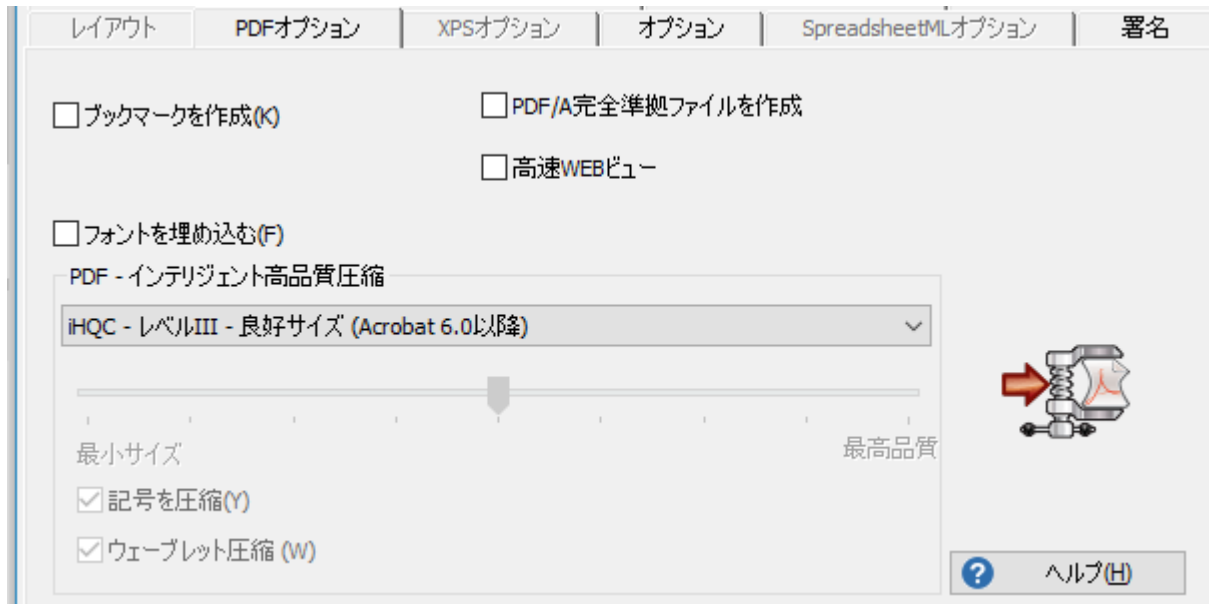 レイアウト PDFオプション XPSオプション オプション SpreadsheetMLオプション 署名
ブックマークを作成(K) PDF/A完全準拠ファイルを作成
高速WEBビュー
フォントを埋め込む(F)
PDF - インテリジェント高品質圧縮
iHQC - レベルIII - 良好サイズ (Acrobat 6.0以降)
最小サイズ 最高品質
記号を圧縮(Y)
ウェーブレット圧縮 (W)
ヘルプ(H)